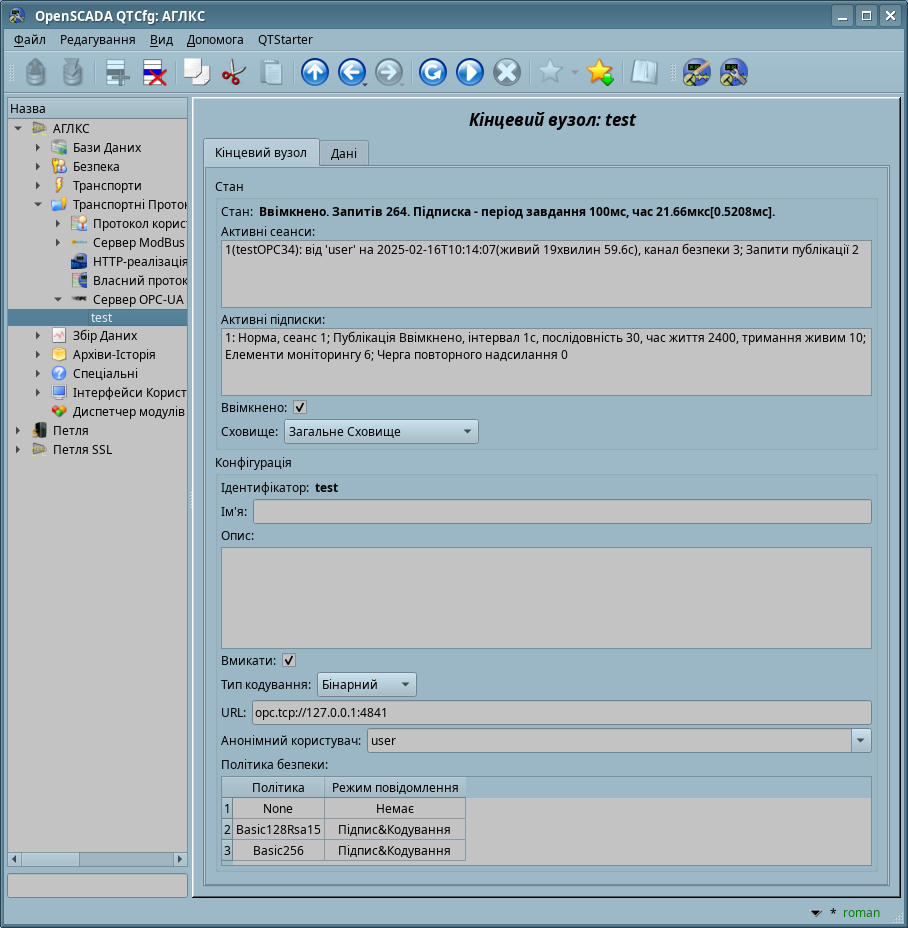 OpenSCADA QTCfg: АГЛКС
Файл Редагування Вид Допомога QTStarter
Назва
АГЛКС
Бази Даних
Безпека
Транспорти
Транспортні Прото
Протокол корис
Сервер ModBus
HTTP-реалізація
Власний проток
Сервер OPC-UA
test
Збір Даних
Архіви-Історія
Спеціальні
Інтерфейси Корист
Диспетчер модулів
Петля
Петля SSL
Кінцевий вузол: test
Кінцевий вузол Дані
Стан
Стан: Ввімкнено. Запитів 264. Підписка - період завдання 100мс, час 21.66мкс[0.5208мс].
Активні сеанси:
1(testOPC34): від 'user' на 2025-02-16T10:14:07(живий 19хвилин 59.6с), канал безпеки 3; Запити публікації 2
Активні підписки:
1: Норма, сеанс 1; Публікація Ввімкнено, інтервал 1с, послідовність 30, час життя 2400, тримання живим 10;
Елементи моніторингу 6; Черга повторного надсилання 0
Ввімкнено:
Сховище: Загальне Сховище
Конфігурація
Ідентифікатор: test
Ім'я:
Опис:
Вмикати:
Тип кодування: Бінарний
URL: opc.tcp://127.0.0.1:4841
Анонімний користувач: user
Політика безпеки:
Політика Режим повідомлення
1 None Немає
2 Basic128Rsa15 Підпис&Кодування
3 Basic256 Підпис&Кодування
* roman